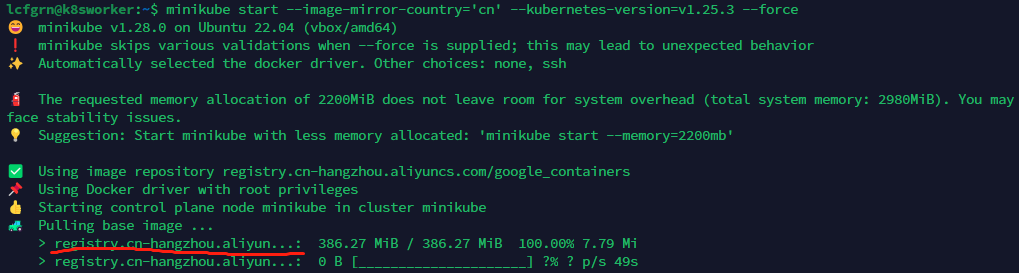 lcfgrn@k8sworker:~$ minikube start --image-mirror-country='cn' --kubernetes-version=v1.25.3 --force
😄 minikube v1.28.0 on Ubuntu 22.04 (vbox/amd64)
❗ minikube skips various validations when --force is supplied; this may lead to unexpected behavior
✨ Automatically selected the docker driver. Other choices: none, ssh
🧯 The requested memory allocation of 2200MiB does not leave room for system overhead (total system memory: 2980MiB). You may
face stability issues.
💡 Suggestion: Start minikube with less memory allocated: 'minikube start --memory=2200mb'
✅ Using image repository registry.cn-hangzhou.aliyuncs.com/google_containers
📌 Using Docker driver with root privileges
👍 Starting control plane node minikube in cluster minikube
🚜 Pulling base image ...
> registry.cn-hangzhou.aliyun...: 386.27 MiB / 386.27 MiB 100.00% 7.79 Mi
> registry.cn-hangzhou.aliyun...: 0 B [_____________________] ?% ? p/s 49s